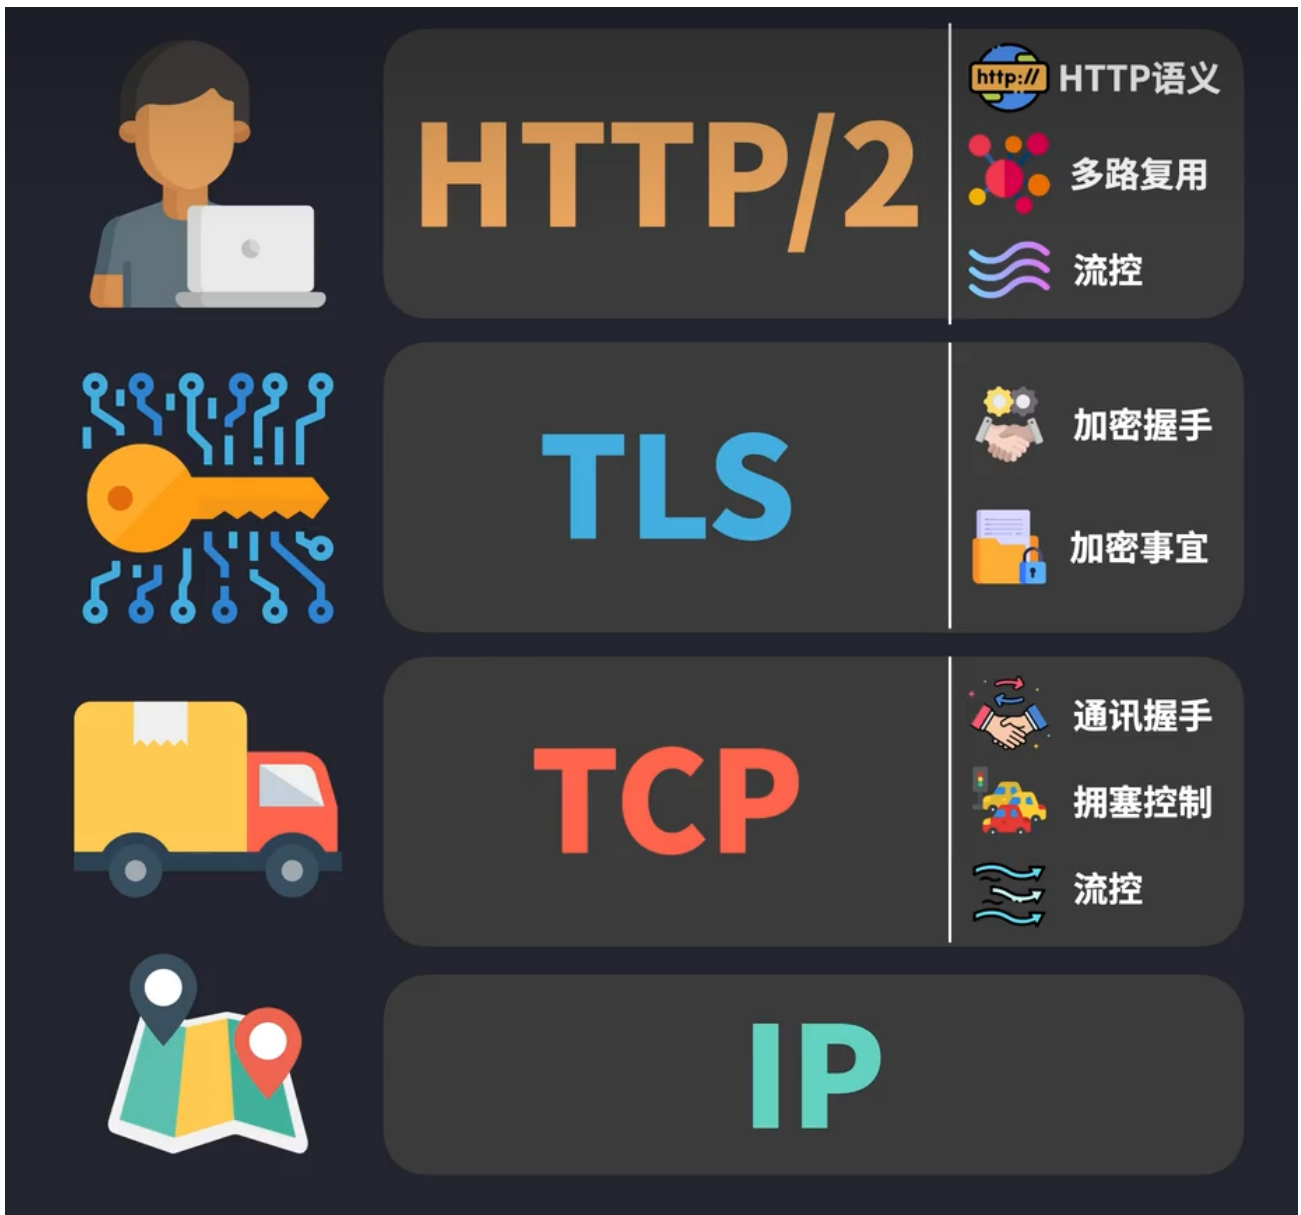 HTTP/2
http://
HTTP语义
多路复用
流控
TLS
加密握手
加密事宜
TCP
通讯握手
拥塞控制
流控
IP